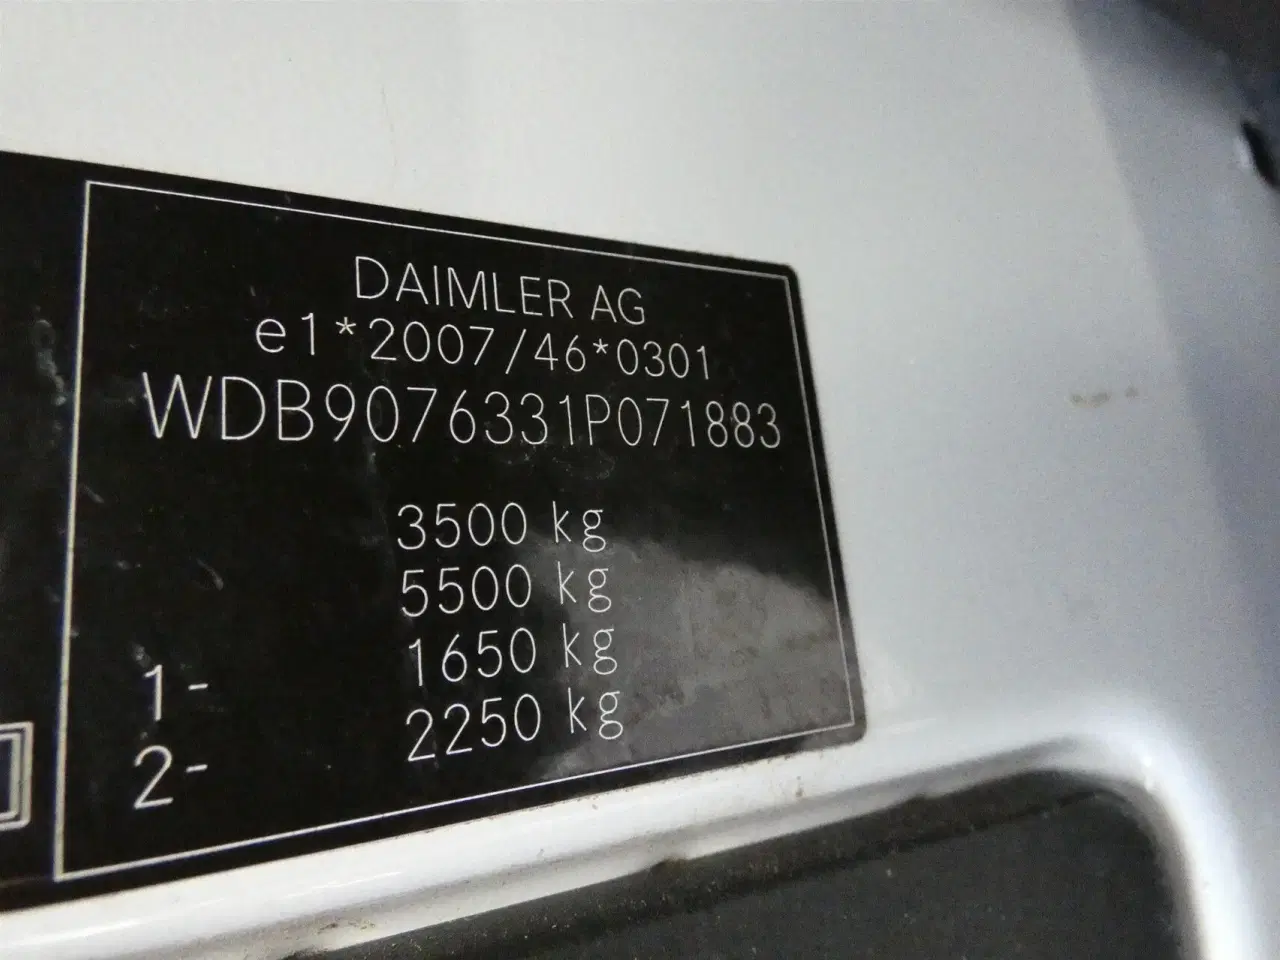 DAIMLER AG
e1*2007/46*0301
WDB9076331P071883
3500 kg
5500 kg
1- 1650 kg
2- 2250 kg